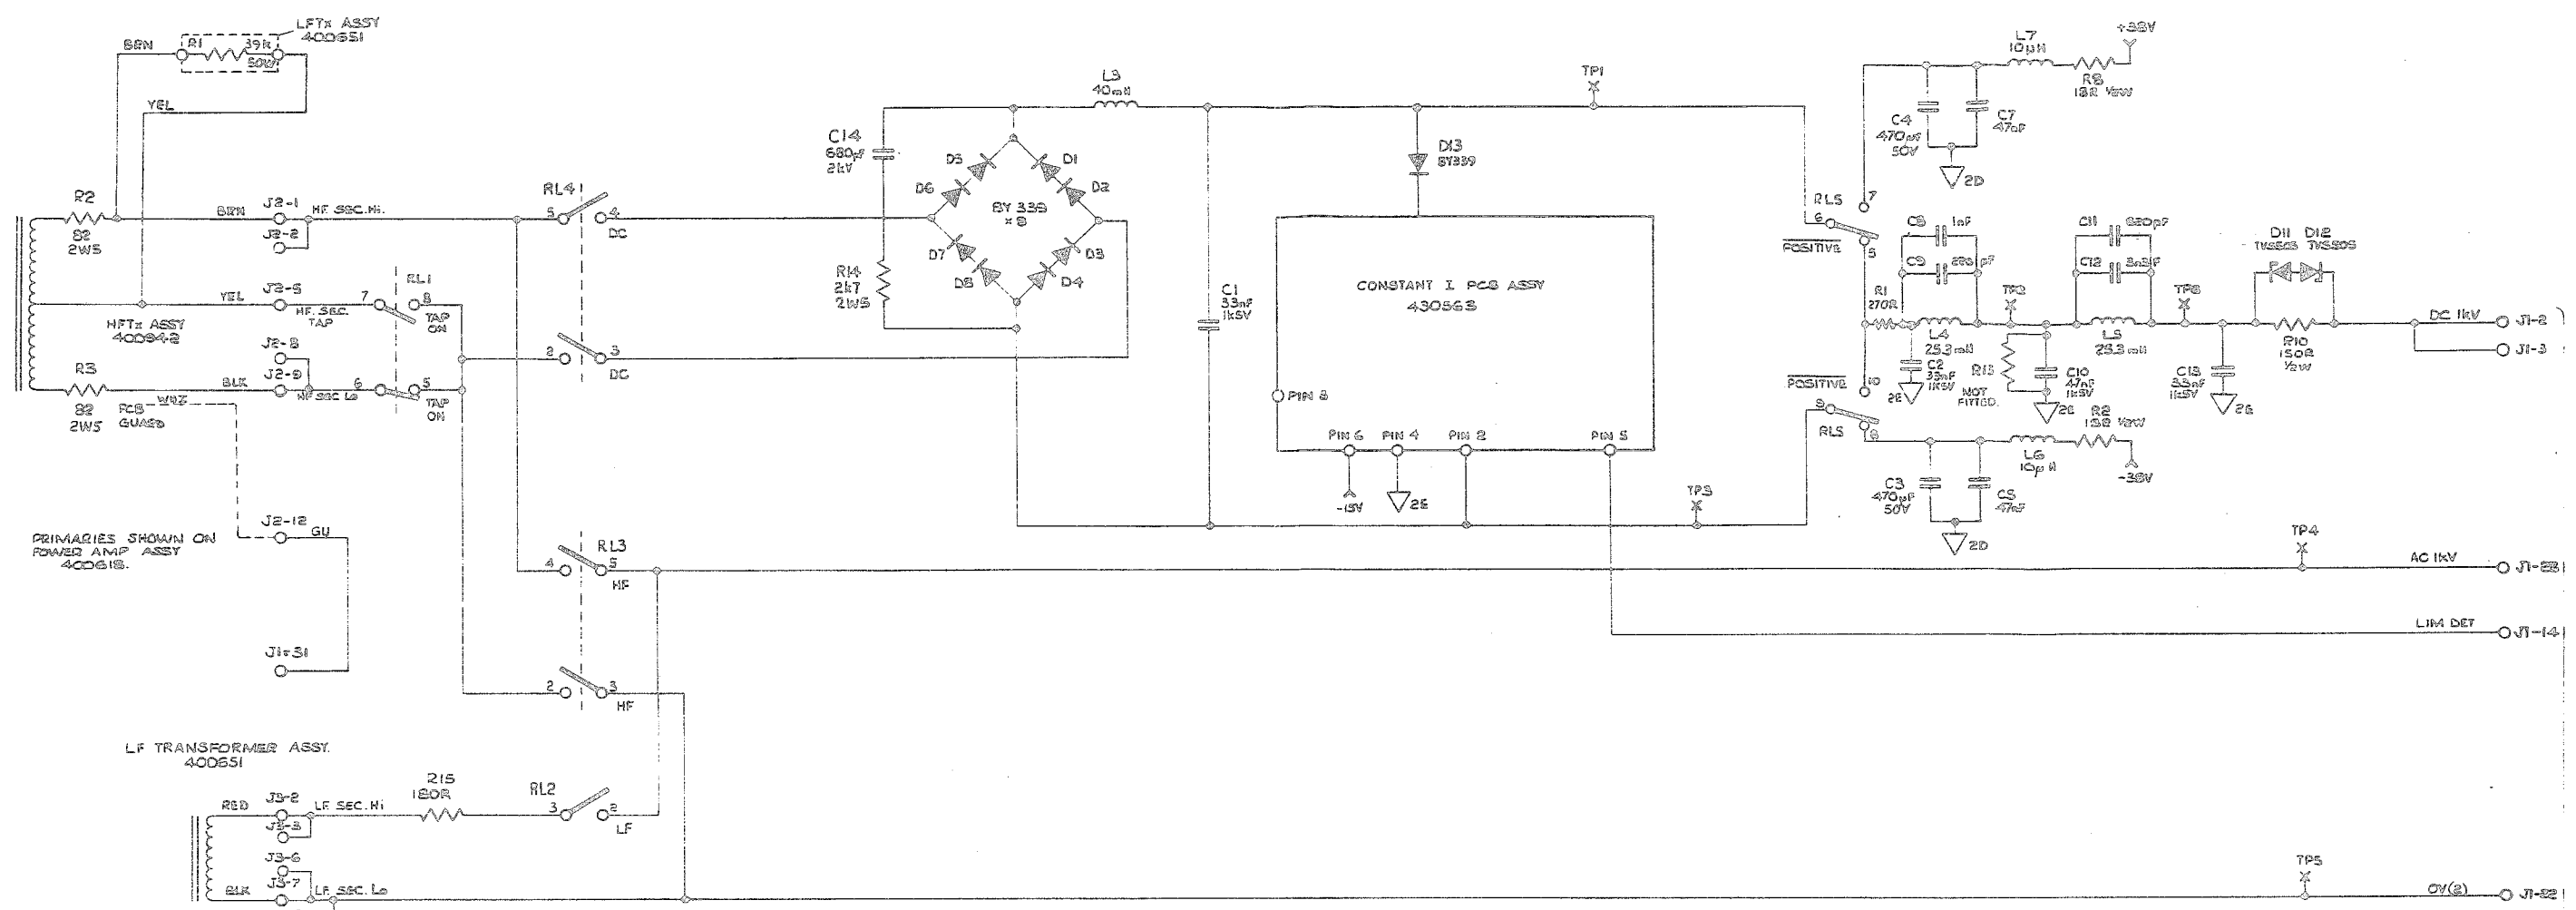 LFTX ASSY
400651
BRN
R1
39k
50W
YEL
R2
82
2W5
BRN
J2-1
HF SEC. Hi.
J2-2
YEL
J2-5
HF. SEC.
TAP
7
RL1
8
TAP
ON
HFTX ASSY
400942
J2-8
J2-9
BLK
HF SEC Lo
6
5
TAP
ON
R3
82
2W5
PCB
GUARD
J2-12
GU
PRIMARIES SHOWN ON
POWER AMP ASSY
400618.
J1-31
RL4
5
4
DC
2
3
DC
RL3
4
5
HF
2
3
HF
C14
680pF
2kV
R14
2k7
2W5
D5
D1
D6
D2
BY 339
x 8
D7
D3
D8
D4
L3
40mH
C1
33nF
1k5V
TP1
D13
BY339
CONSTANT I PCB ASSY
430563
PIN 8
PIN 6
PIN 4
PIN 2
PIN 5
-15V
2E
TP3
L7
10µH
+38V
R8
18R ½W
C4
470µF
50V
C7
47nF
2D
RL5
7
6
5
POSITIVE
C8
1nF
C9
R1
270R
L4
25.3mH
C2
33nF
1K5V
2E
R13
NOT
FITTED.
C10
47nF
1k5V
2E
C11
820pF
C12
3n3F
L5
25.3mH
C13
33nF
1k5V
2E
D11
D12
R10
150R
½W
DC 1kV
J1-2
J1-3
POSITIVE
10
9
RL5
8
R2
½W
L6
10µH
-38V
C3
470µF
50V
C5
47nF
2D
TP4
AC 1kV
LIM DET
J1-14
LF TRANSFORMER ASSY.
400651
RED
J3-2
LF SEC. Hi
J3-6
BLK
J3-7
LF SEC. Lo
R15
180R
RL2
3
2
LF
TP5
0V(2)